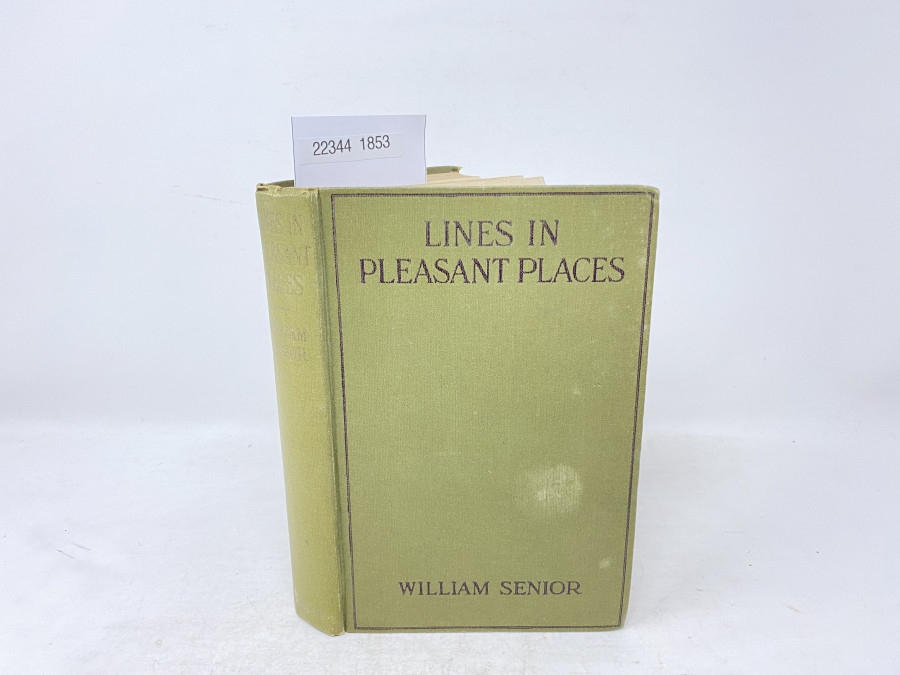 22344 1853
LINES IN
PLEASANT PLACES
WILLIAM SENIOR